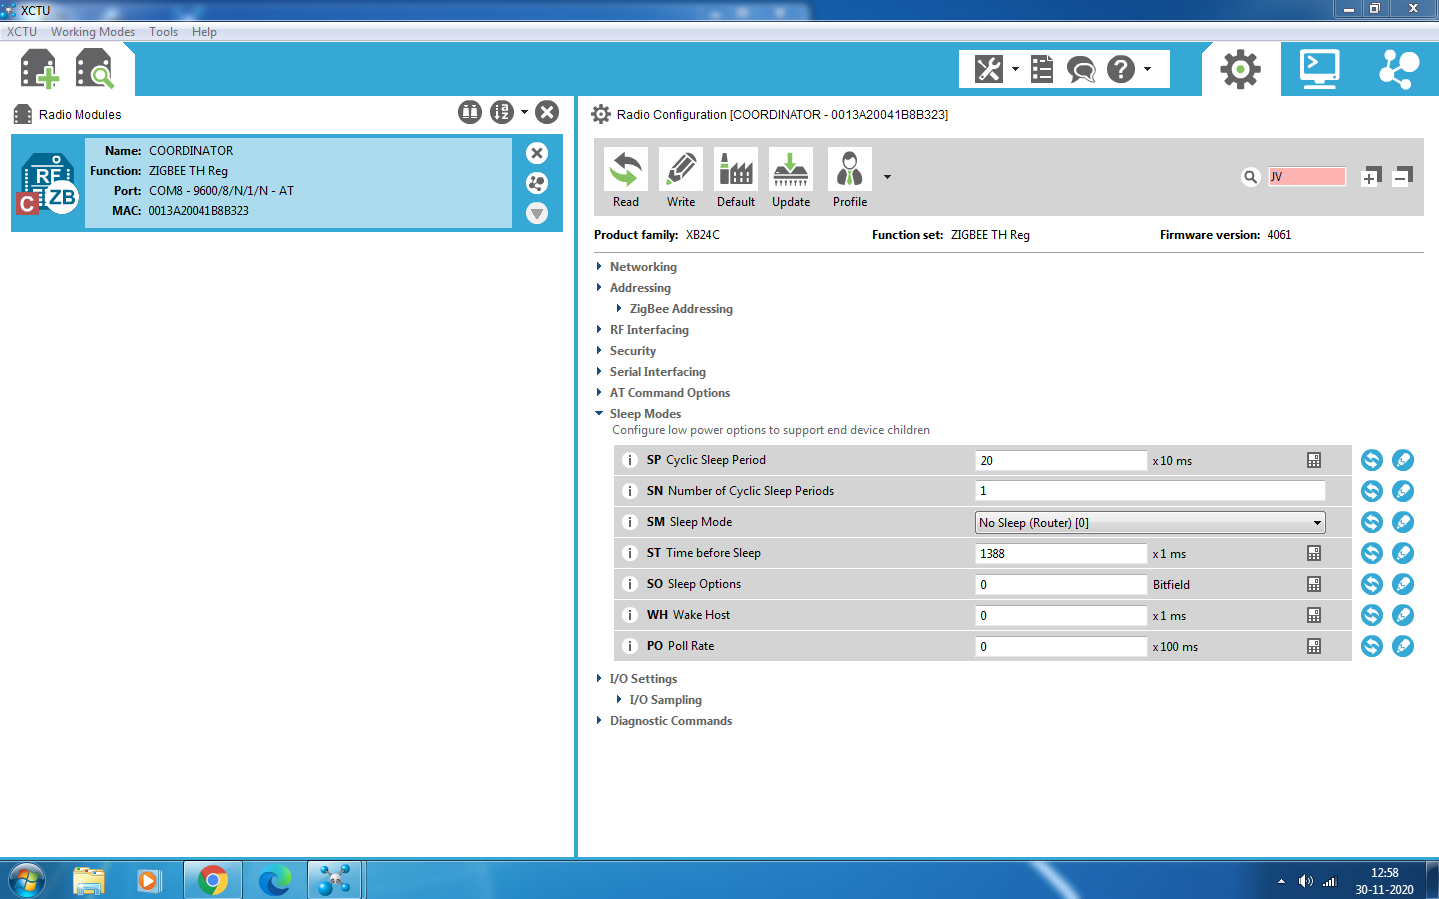 XCTU
XCTU Working Modes Tools Help
Radio Modules
Name: COORDINATOR
Function: ZIGBEE TH Reg
Port: COM8 - 9600/8/N/1/N - AT
MAC: 0013A20041B8B323
RF
ZB
C
Radio Configuration [COORDINATOR - 0013A20041B8B323]
Read Write Default Update Profile
JV
Product family: XB24C Function set: ZIGBEE TH Reg Firmware version: 4061
Networking
Addressing
ZigBee Addressing
RF Interfacing
Security
Serial Interfacing
AT Command Options
Sleep Modes
Configure low power options to support end device children
i SP Cyclic Sleep Period 20 x 10 ms
i SN Number of Cyclic Sleep Periods 1
i SM Sleep Mode No Sleep (Router) [0]
i ST Time before Sleep 1388 x 1 ms
i SO Sleep Options 0 Bitfield
i WH Wake Host 0 x 1 ms
i PO Poll Rate 0 x 100 ms
I/O Settings
I/O Sampling
Diagnostic Commands
12:58
30-11-2020